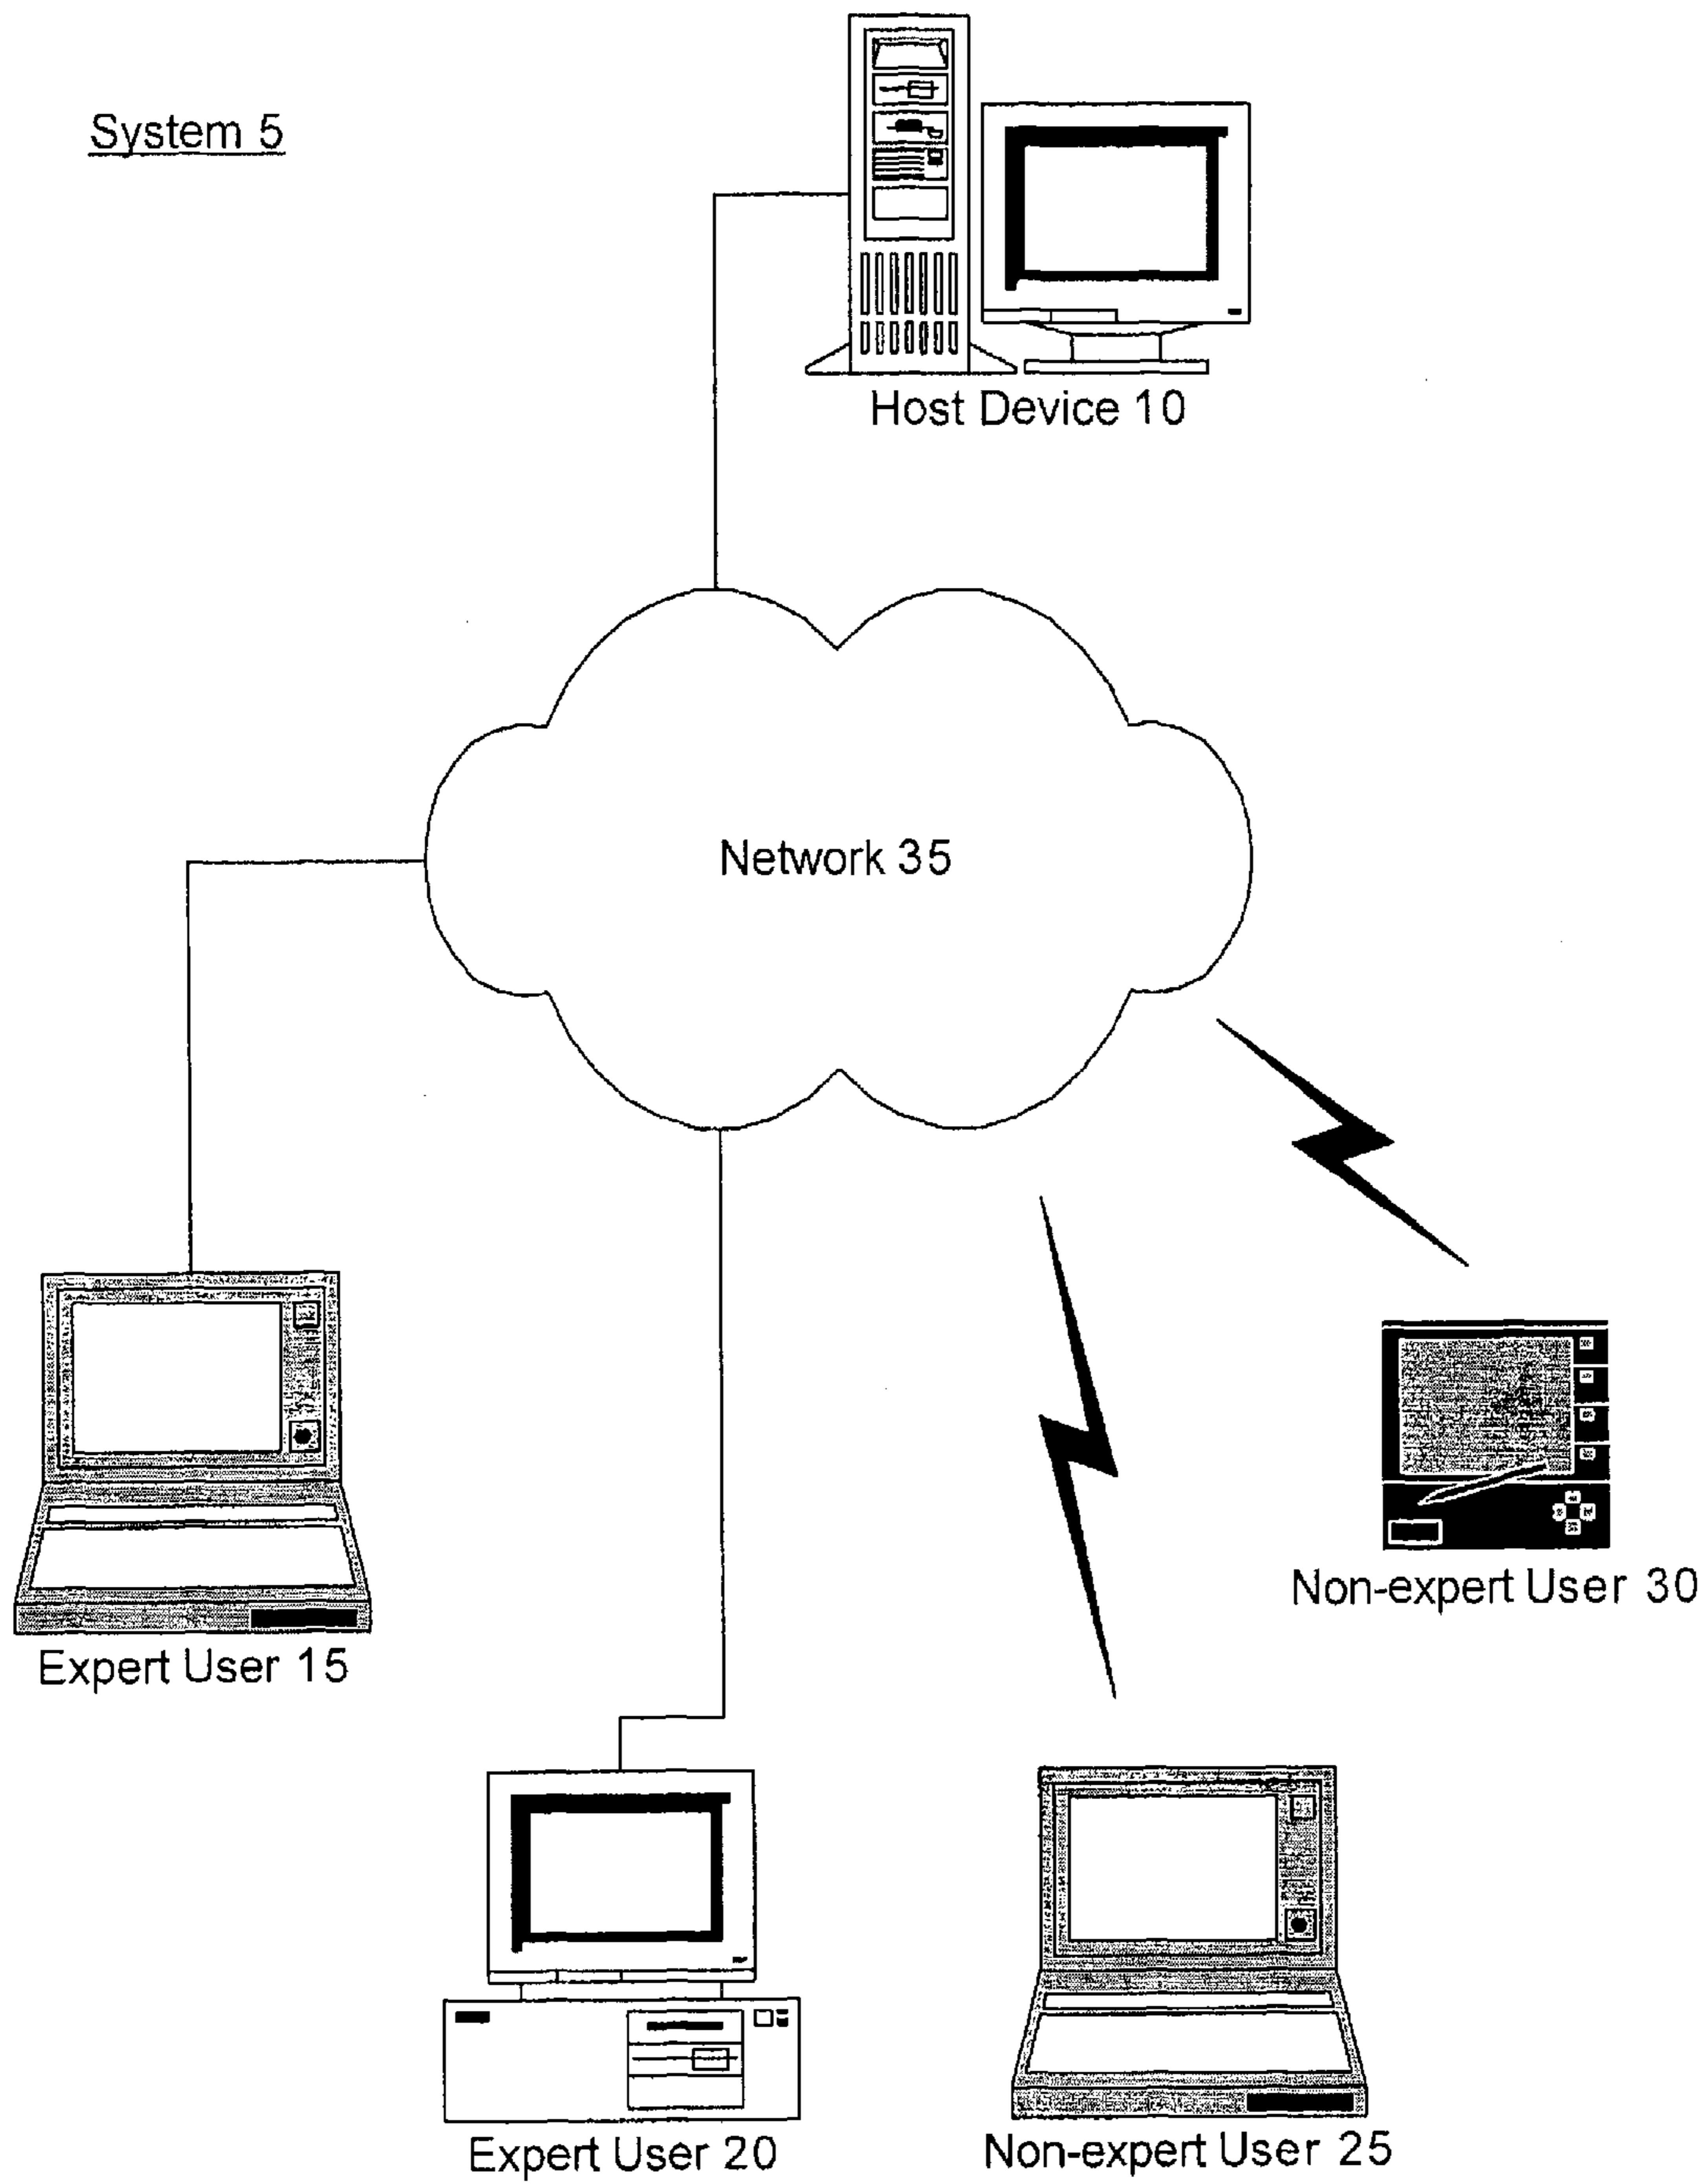 System 5
Host Device 10
Network 35
Non-expert User 30
Expert User 15
Expert User 20
Non-expert User 25